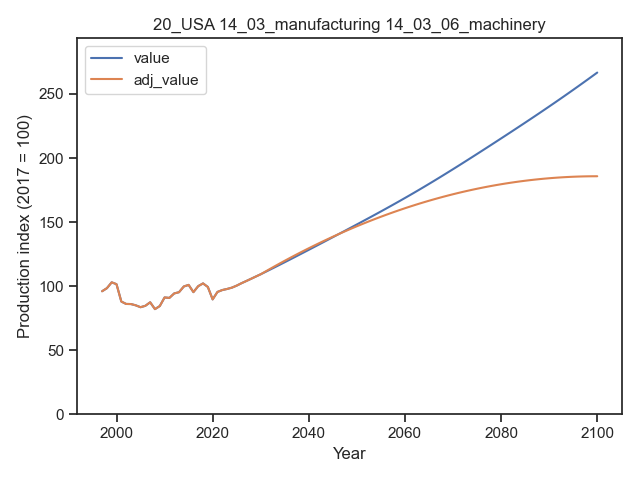 20_USA 14_03_manufacturing 14_03_06_machinery
value
adj_value
Production index (2017 = 100)
250
200
150
100
50
0
2000
2020
2040
2060
2080
2100
Year